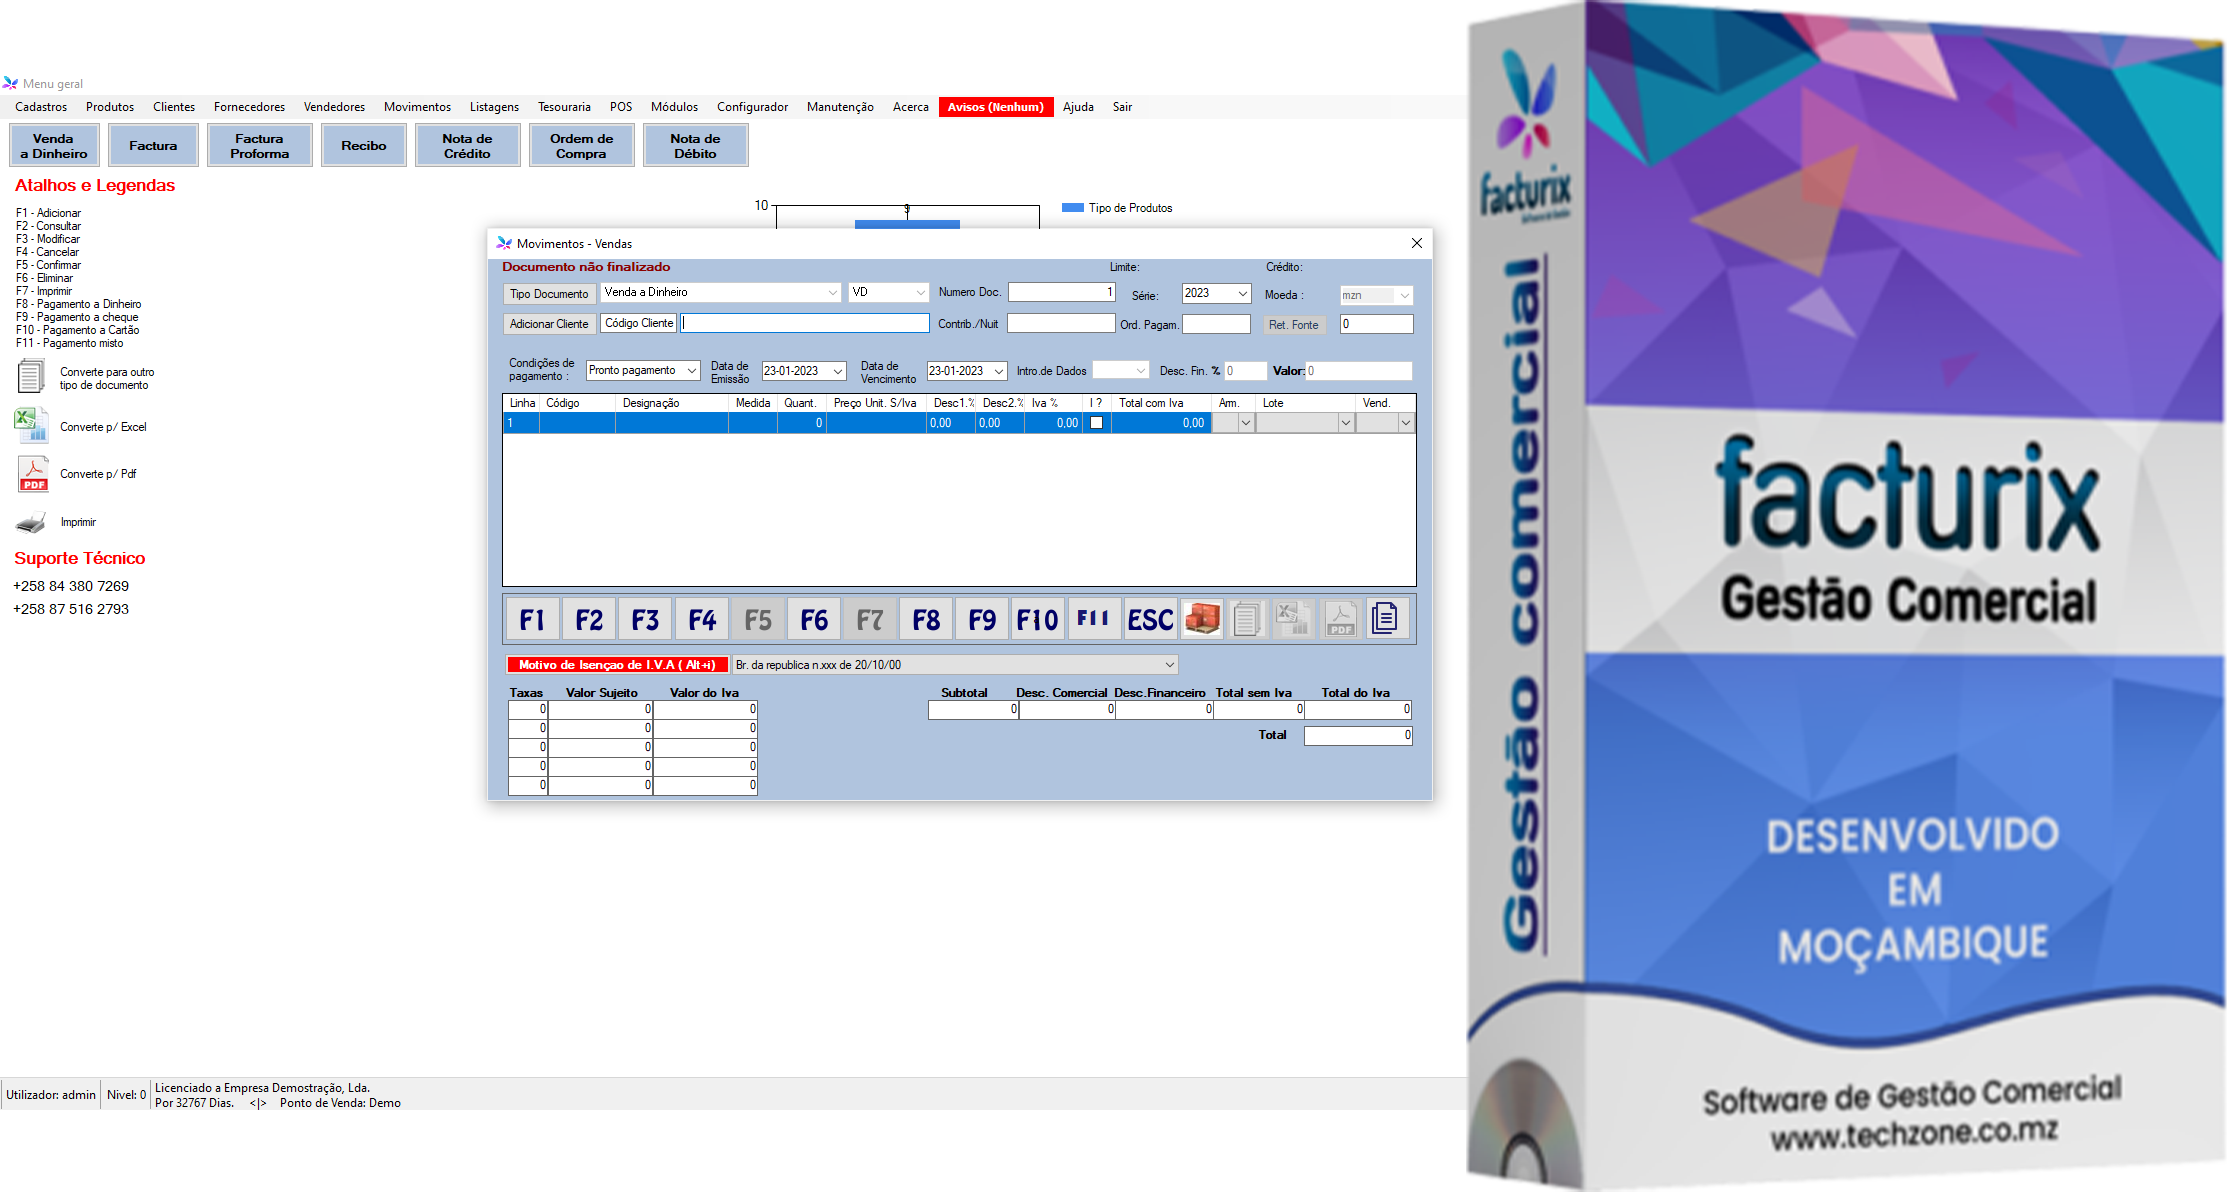 Menu geral
Cadastros Produtos Clientes Fornecedores Vendedores Movimentos Listagens Tesouraria POS Módulos Configurador Manutenção Acerca Avisos (Nenhum) Ajuda Sair
Venda a Dinheiro
Factura
Factura Proforma
Recibo
Nota de Crédito
Ordem de Compra
Nota de Débito
Atalhos e Legendas
F1 - Adicionar
F2 - Consultar
F3 - Modificar
F4 - Cancelar
F5 - Confirmar
F6 - Eliminar
F7 - Imprimir
F8 - Pagamento a Dinheiro
F9 - Pagamento a cheque
F10 - Pagamento a Cartão
F11 - Pagamento misto
Converte para outro
tipo de documento
Converte p/ Excel
PDF
Converte p/ Pdf
Imprimir
Suporte Técnico
+258 84 380 7269
+258 87 516 2793
10
9
Tipo de Produtos
Movimentos - Vendas
Documento não finalizado Limite: Crédito:
Tipo Documento Venda a Dinheiro VD Numero Doc. 1 Série: 2023 Moeda : mzn
Adicionar Cliente Código Cliente Contrib./Nuit Ord. Pagam. Ret. Fonte 0
Condições de pagamento : Pronto pagamento Data de Emissão 23-01-2023 Data de Vencimento 23-01-2023 Intro.de Dados Desc. Fin. % 0 Valor: 0
Linha Código Designação Medida Quant. Preço Unit. S/Iva Desc1.% Desc2.% Iva % I ? Total com Iva Arm. Lote Vend.
1 0 0,00 0,00 0,00 0,00
F1 F2 F3 F4 F5 F6 F7 F8 F9 F10 F11 ESC PDF
Motivo de Isençao de I.V.A ( Alt+i) Br. da republica n.xxx de 20/10/00
Taxas Valor Sujeito Valor do Iva
0 0 0
0 0 0
0 0 0
0 0 0
0 0 0
Subtotal Desc. Comercial Desc.Financeiro Total sem Iva Total do Iva
0 0 0 0 0
Total 0
Utilizador: admin Nivel: 0
Licenciado a Empresa Demostração, Lda.
Por 32767 Dias. <|> Ponto de Venda: Demo
facturix
Software de Gestão
Gestão comercial
facturix
Gestão Comercial
DESENVOLVIDO
EM
MOÇAMBIQUE
Software de Gestão Comercial
www.techzone.co.mz